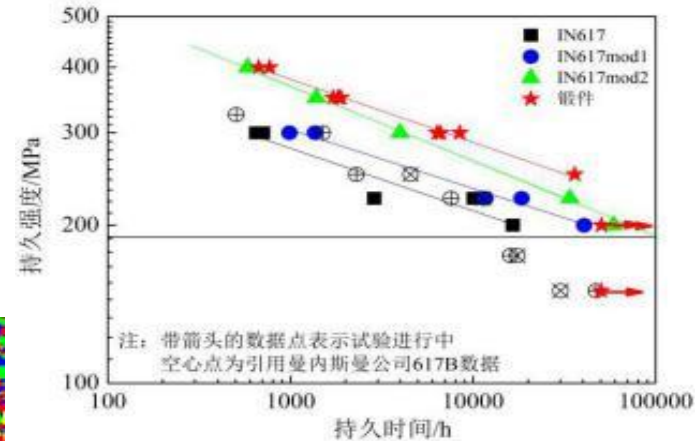 500
400
300
200
100
持久强度/MPa
IN617
IN617mod1
IN617mod2
锻件
注：带箭头的数据点表示试验进行中
空心点为引用曼内斯曼公司617B数据
100
1000
10000
100000
持久时间/h